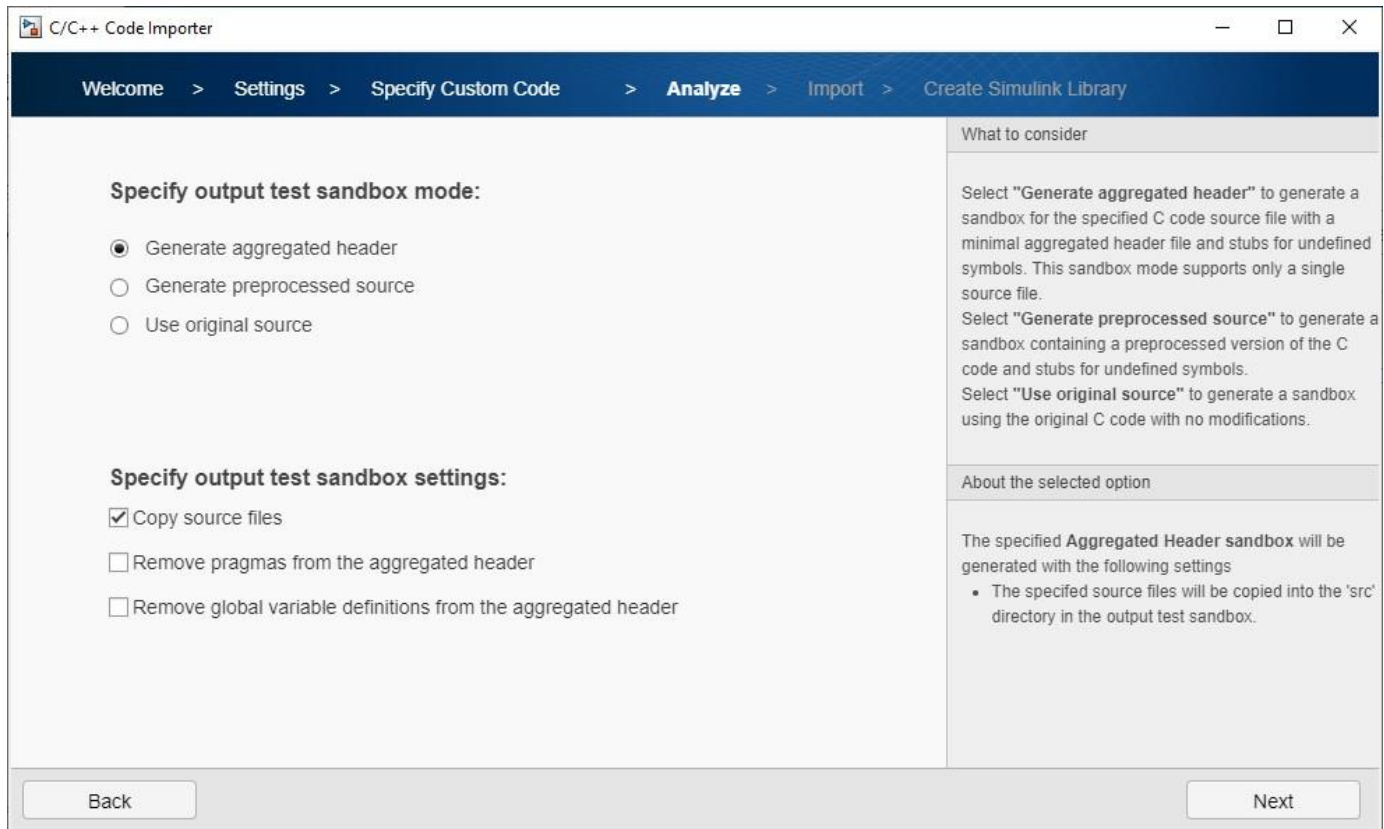 C/C++ Code Importer
Welcome > Settings > Specify Custom Code > Analyze > Import > Create Simulink Library
Specify output test sandbox mode:
Generate aggregated header
Generate preprocessed source
Use original source
Specify output test sandbox settings:
Copy source files
Remove pragmas from the aggregated header
Remove global variable definitions from the aggregated header
What to consider
Select "Generate aggregated header" to generate a
sandbox for the specified C code source file with a
minimal aggregated header file and stubs for undefined
symbols. This sandbox mode supports only a single
source file.
Select "Generate preprocessed source" to generate a
sandbox containing a preprocessed version of the C
code and stubs for undefined symbols.
Select "Use original source" to generate a sandbox
using the original C code with no modifications.
About the selected option
The specified Aggregated Header sandbox will be
generated with the following settings
• The specifed source files will be copied into the 'src'
directory in the output test sandbox.
Back
Next